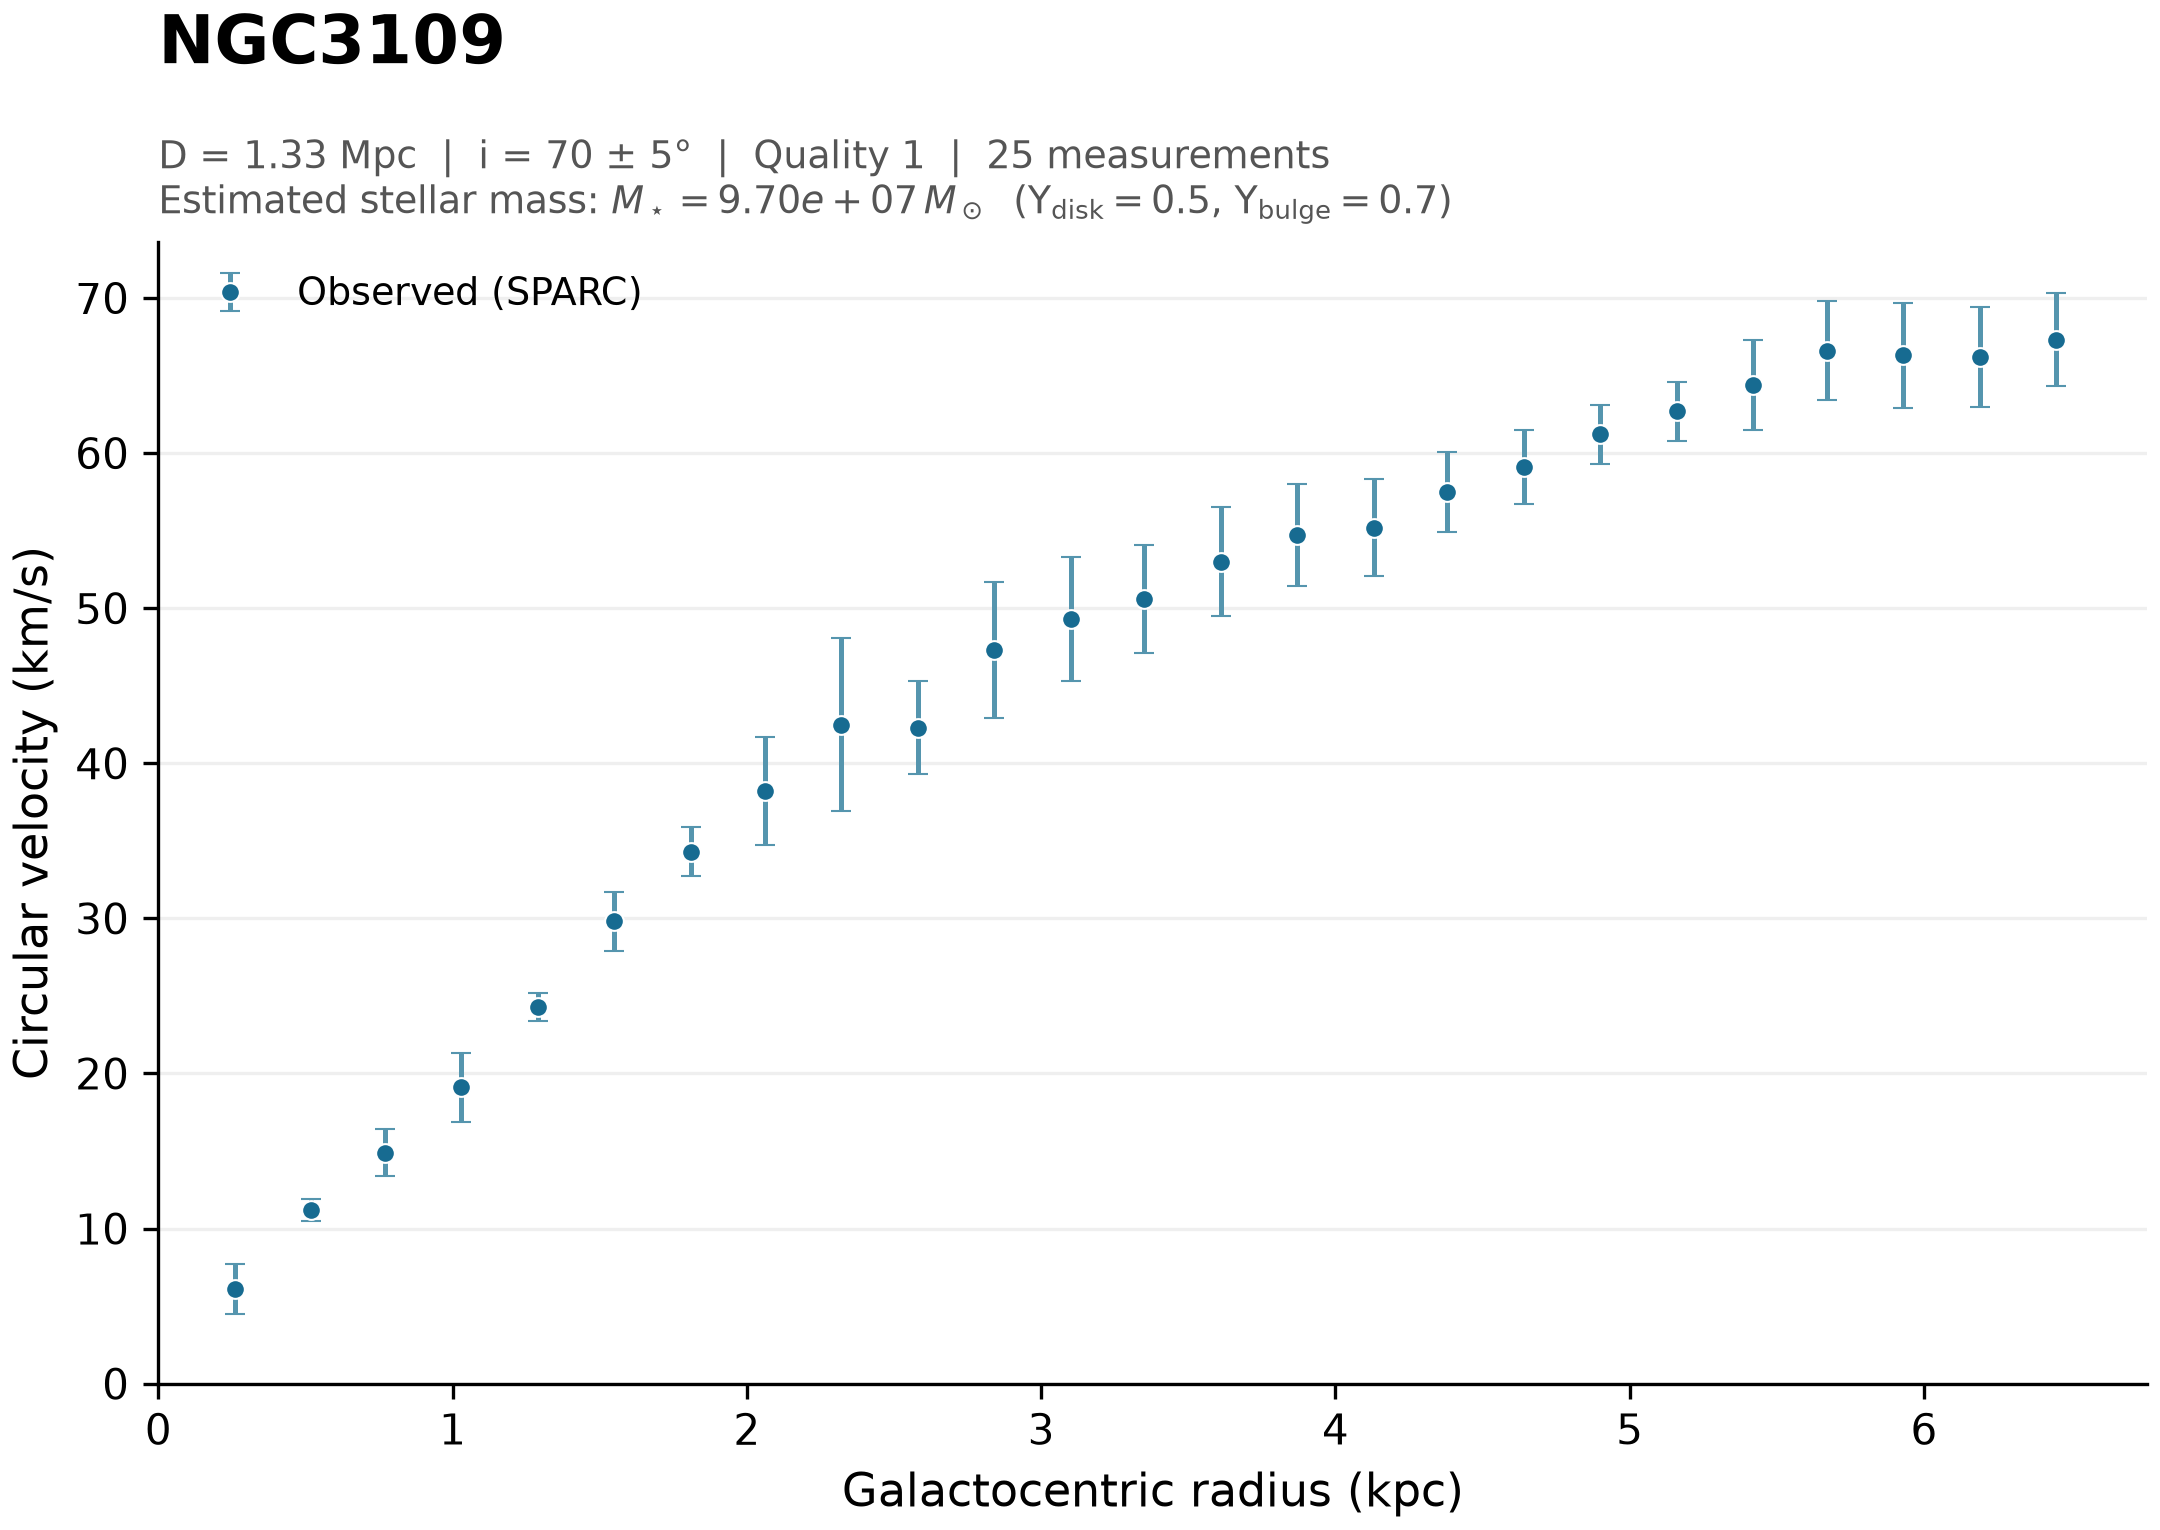 NGC3109
D = 1.33 Mpc | i = 70 ± 5° | Quality 1 | 25 measurements
Estimated stellar mass: M⋆ = 9.70e + 07 M⊙ (Υdisk = 0.5, Υbulge = 0.7)
Observed (SPARC)
70
60
50
40
30
20
10
0
Circular velocity (km/s)
0 1 2 3 4 5 6
Galactocentric radius (kpc)